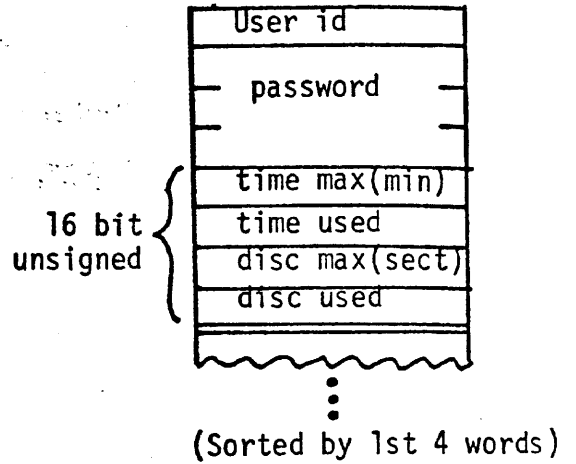 User id
password
time max(min)
16 bit
unsigned
time used
disc max(sect)
disc used
(Sorted by 1st 4 words)